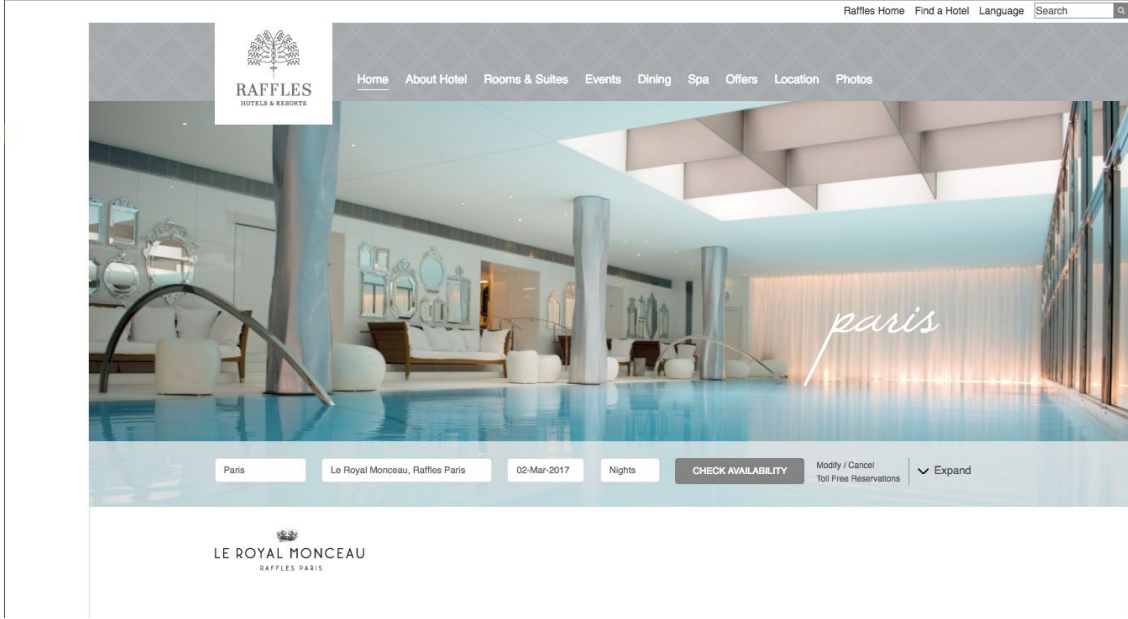 Raffles Home Find a Hotel Language Search
RAFFLES
HOTELS & RESORTS
Home About Hotel Rooms & Suites Events Dining Spa Offers Location Photos
paris
Paris Le Royal Monceau, Raffles Paris 02-Mar-2017 Nights CHECK AVAILABILITY Modify / Cancel
Toll Free Reservations
Expand
LE ROYAL MONCEAU
RAFFLES PARIS